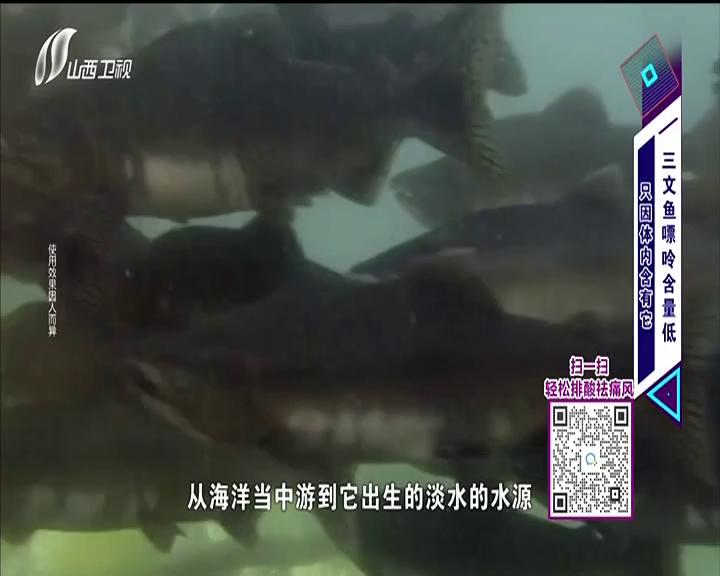 山西卫视
三文鱼嘌呤含量低
只因体内含有它
使用效果因人而异
扫一扫
轻松排酸祛痛风
从海洋当中游到它出生的淡水的水源